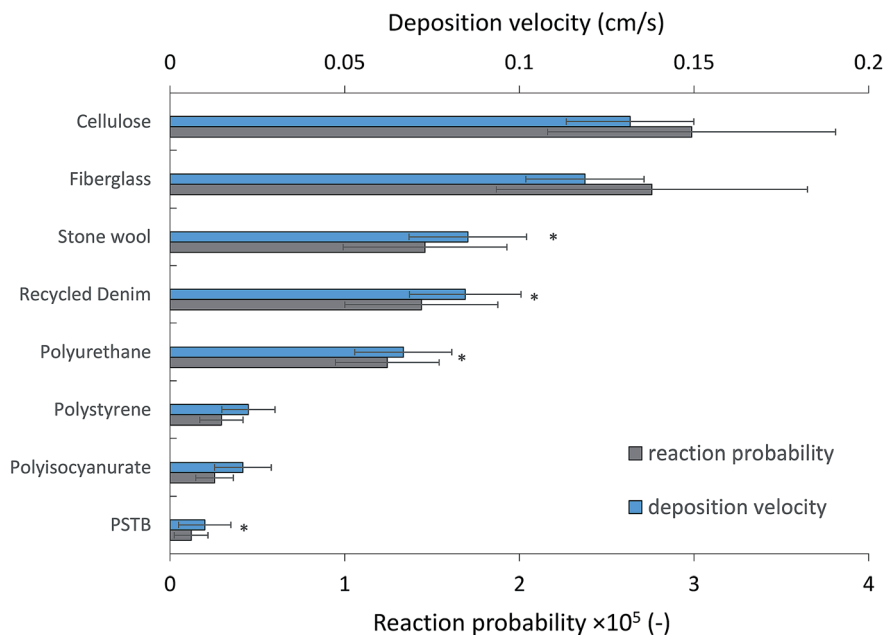 Deposition velocity (cm/s)
0 0.05 0.1 0.15 0.2
Cellulose
Fiberglass
Stone wool *
Recycled Denim *
Polyurethane *
Polystyrene
Polyisocyanurate
PSTB *
reaction probability
deposition velocity
0 1 2 3 4
Reaction probability ×10⁵ (-)